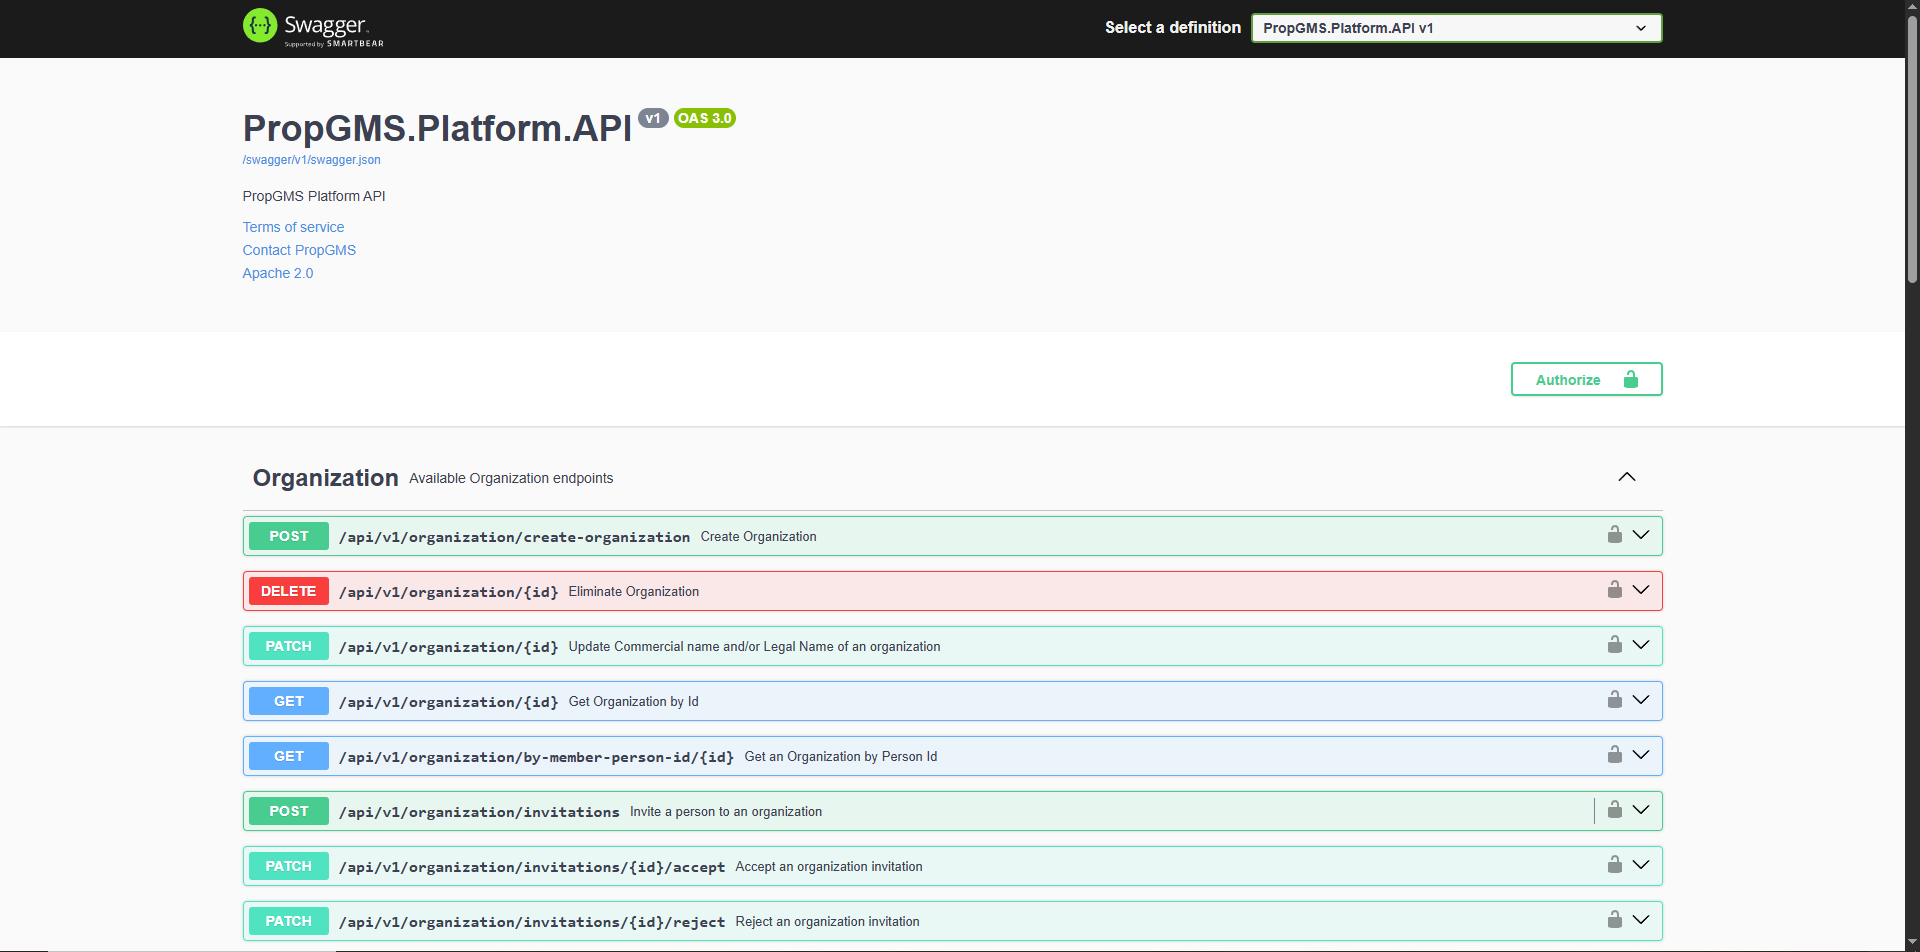 Swagger.
Supported by SMARTBEAR
Select a definition
PropGMS.Platform.API v1
PropGMS.Platform.API v1 OAS 3.0
/swagger/v1/swagger.json
PropGMS Platform API
Terms of service
Contact PropGMS
Apache 2.0
Authorize
Organization Available Organization endpoints
POST /api/v1/organization/create-organization Create Organization
DELETE /api/v1/organization/{id} Eliminate Organization
PATCH /api/v1/organization/{id} Update Commercial name and/or Legal Name of an organization
GET /api/v1/organization/{id} Get Organization by Id
GET /api/v1/organization/by-member-person-id/{id} Get an Organization by Person Id
POST /api/v1/organization/invitations Invite a person to an organization
PATCH /api/v1/organization/invitations/{id}/accept Accept an organization invitation
PATCH /api/v1/organization/invitations/{id}/reject Reject an organization invitation